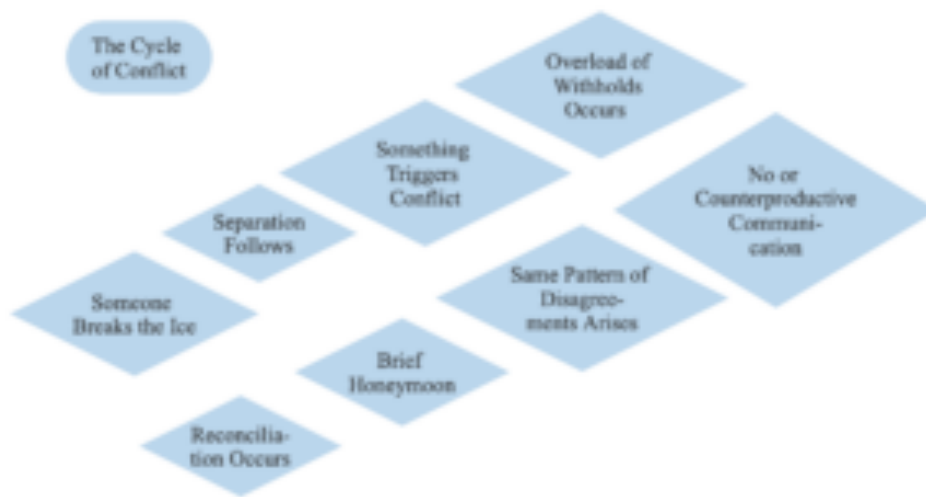 The Cycle
of Conflict
Overload of
Withholds
Occurs
Something
Triggers
Conflict
No or
Counterproductive
Communi-
cation
Separation
Follows
Same Pattern of
Disagree-
ments Arises
Someone
Breaks the Ice
Brief
Honeymoon
Reconcilia-
tion Occurs